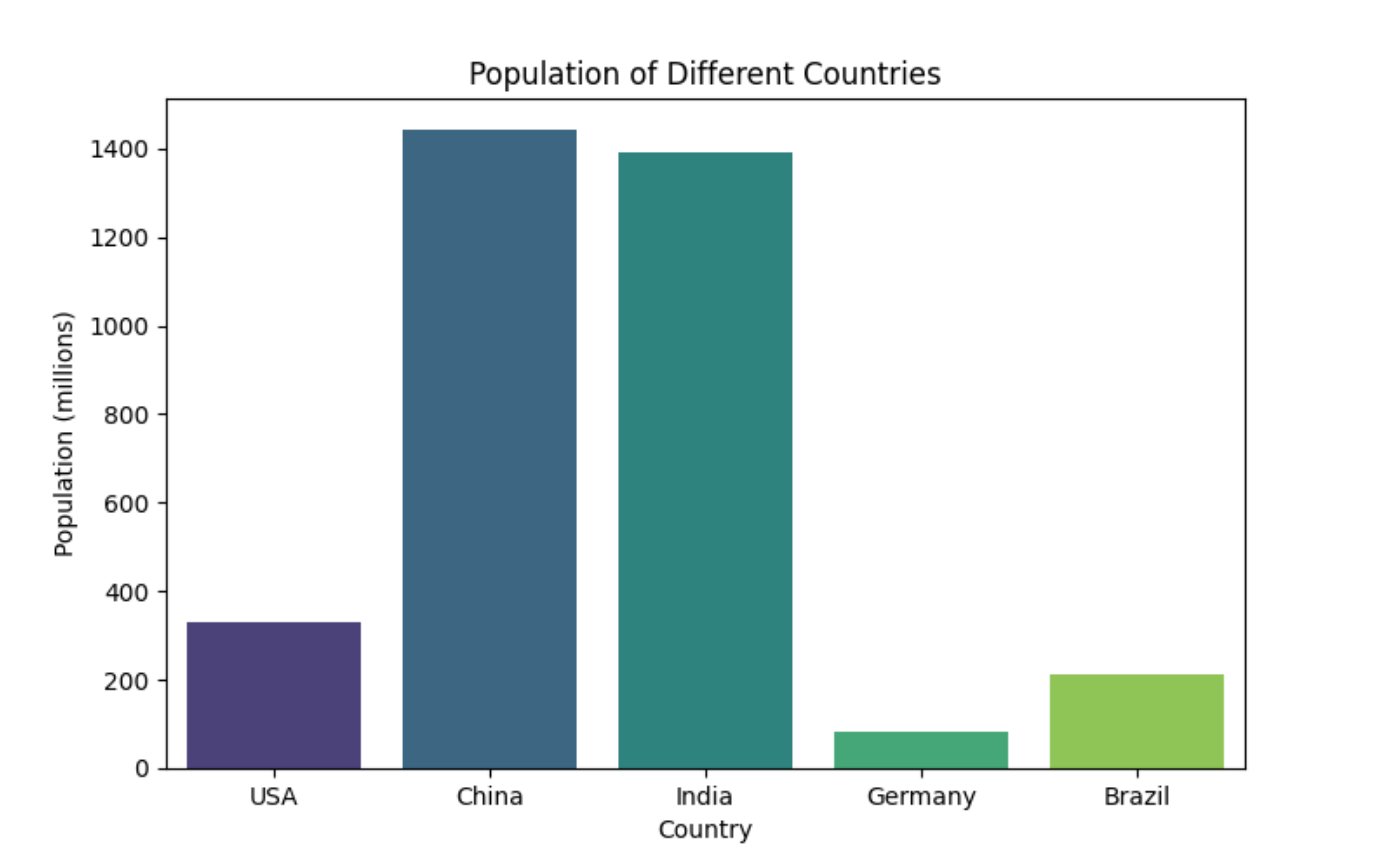 Population of Different Countries
Population (millions)
1400
1200
1000
800
600
400
200
0
USA China India Germany Brazil
Country